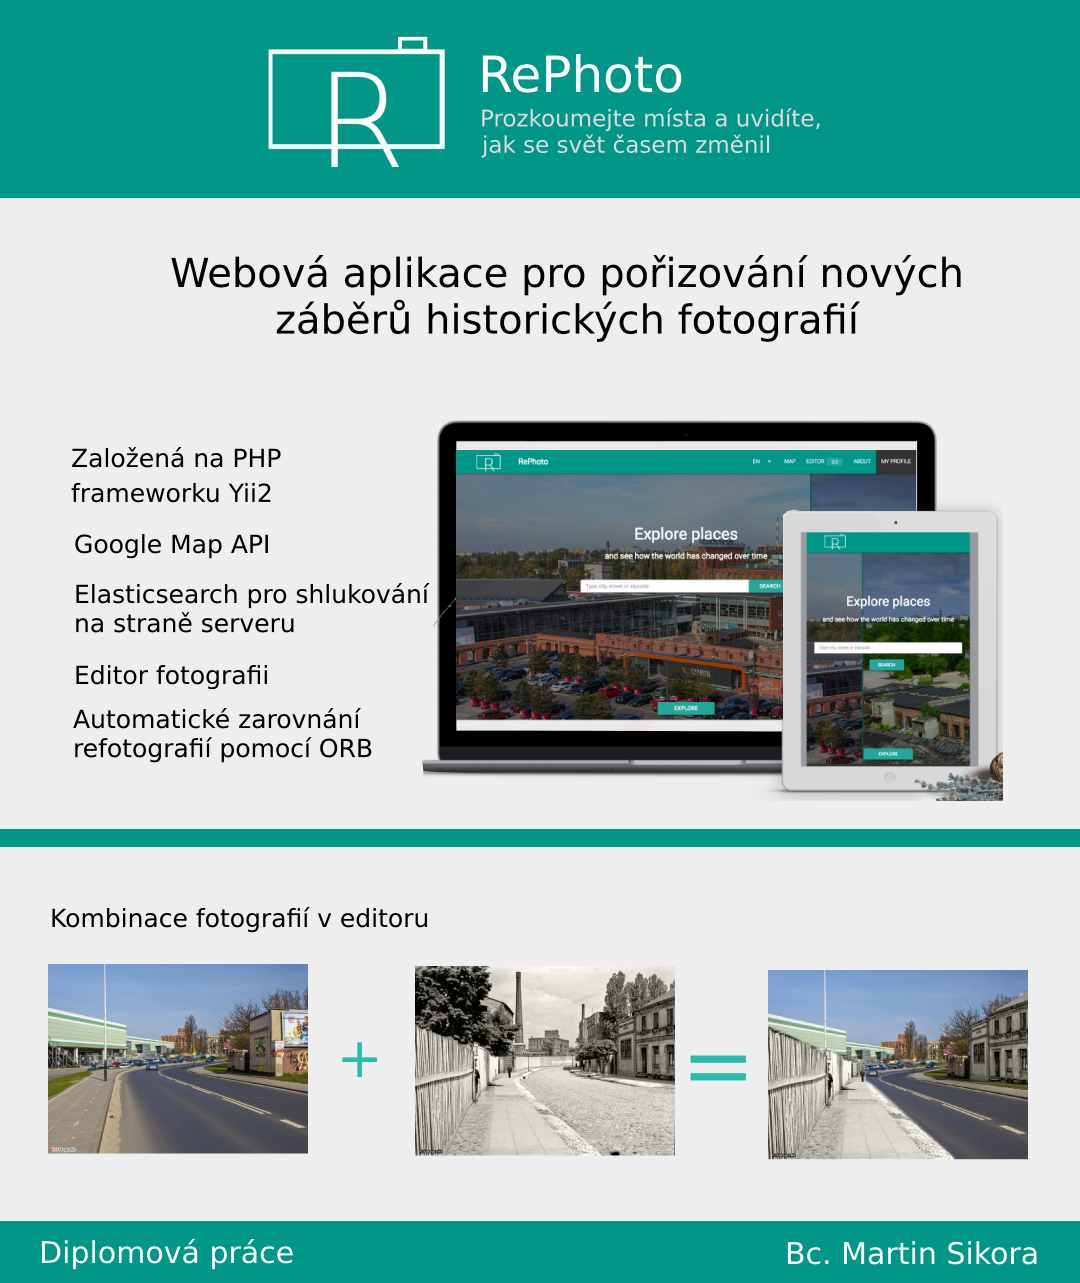 R
RePhoto
Prozkoumejte místa a uvidíte,
jak se svět časem změnil
Webová aplikace pro pořizování nových
záběrů historických fotografií
Založená na PHP
frameworku Yii2
Google Map API
Elasticsearch pro shlukování
na straně serveru
Editor fotografii
Automatické zarovnání
refotografií pomocí ORB
R RePhoto EN MAP EDITOR ABOUT MY PROFILE
Explore places
and see how the world has changed over time
Type city, street or zipcode SEARCH
EXPLORE
R
Explore places
and see how the world has changed over time
Type city, street or zipcode
SEARCH
EXPLORE
Kombinace fotografií v editoru
+ =
Diplomová práce
Bc. Martin Sikora